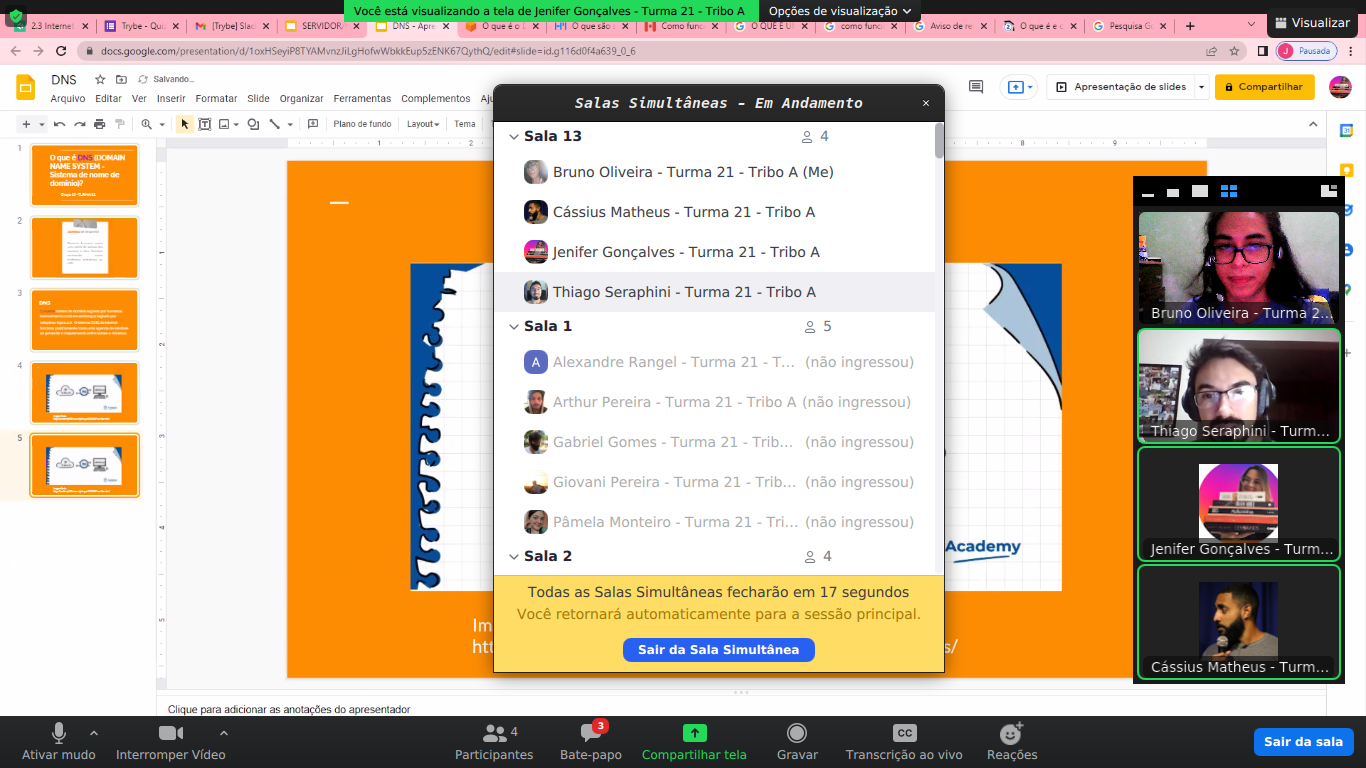 Você está visualizando a tela de Jenifer Gonçalves - Turma 21 - Tribo A
Opções de visualização
Visualizar
2.3 Internet
Trybe - Quiz
[Trybe] Slac
SERVIDOR/
DNS - Apre
O que é o D
O que são s
Como funci
O QUE É UM
como funci
Aviso de re
O que é e c
Pesquisa Go
docs.google.com/presentation/d/1oxHSeyiP8TYAMvnzJiLgHofwWbkkEup5zENK67QythQ/edit#slide=id.g116d0f4a639_0_6
J
Pausada
DNS
Salvando...
Arquivo Editar Ver Inserir Formatar Slide Organizar Ferramentas Complementos Aju
Apresentação de slides
Compartilhar
Plano de fundo
Layout
Tema
Salas Simultâneas - Em Andamento
Sala 13
4
Bruno Oliveira - Turma 21 - Tribo A (Me)
Cássius Matheus - Turma 21 - Tribo A
Jenifer Gonçalves - Turma 21 - Tribo A
Thiago Seraphini - Turma 21 - Tribo A
Sala 1
5
A
Alexandre Rangel - Turma 21 - T... (não ingressou)
Arthur Pereira - Turma 21 - Tribo A (não ingressou)
Gabriel Gomes - Turma 21 - Trib... (não ingressou)
Giovani Pereira - Turma 21 - Trib... (não ingressou)
Pâmela Monteiro - Turma 21 - Tri... (não ingressou)
Sala 2
4
Todas as Salas Simultâneas fecharão em 17 segundos
Você retornará automaticamente para a sessão principal.
Sair da Sala Simultânea
1
O que é DNS (DOMAIN
NAME SYSTEM -
Sistema de nome de
domínio)?
2
3
DNS
4
5
Academy
Im
htt
s/
Clique para adicionar as anotações do apresentador
Bruno Oliveira - Turma 2...
Thiago Seraphini - Turm...
Jenifer Gonçalves - Turm...
Cássius Matheus - Turm...
Ativar mudo
Interromper Vídeo
4
Participantes
3
Bate-papo
Compartilhar tela
Gravar
CC
Transcrição ao vivo
Reações
Sair da sala